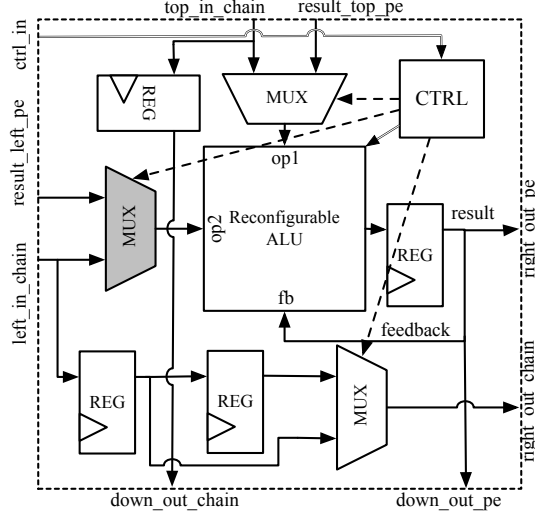 top_in_chain
result_top_pe
ctrl_in
REG
MUX
CTRL
result_left_pe
op1
MUX
op2
Reconfigurable
ALU
result
right_out_pe
REG
left_in_chain
fb
feedback
REG
REG
MUX
right_out_chain
down_out_chain
down_out_pe